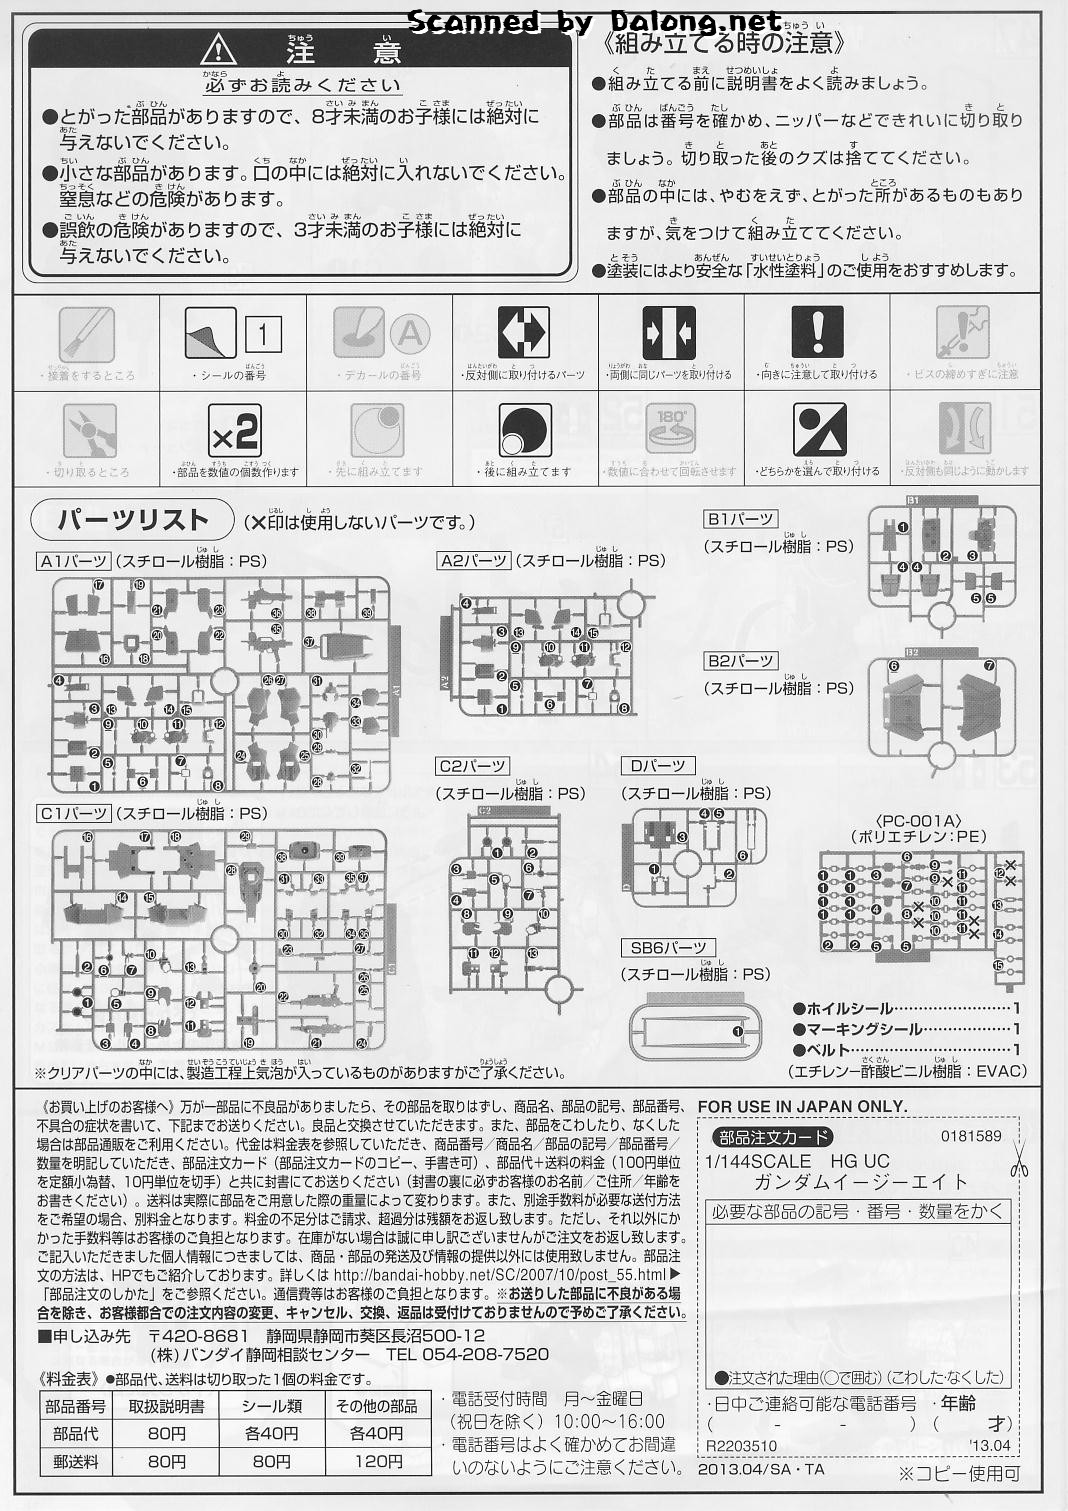 Scanned by Dalong.net
注意
必ずお読みください
●とがった部品がありますので、8才未満のお子様には絶対に
与えないでください。
●小さな部品があります。口の中には絶対に入れないでください。
窒息などの危険があります。
●誤飲の危険がありますので、3才未満のお子様には絶対に
与えないでください。
《組み立てる時の注意》
●組み立てる前に説明書をよく読みましょう。
●部品は番号を確かめ、ニッパーなどできれいに切り取り
ましょう。切り取った後のクズは捨ててください。
●部品の中には、やむをえず、とがった所があるものもあり
ますが、気をつけて組み立ててください。
●塗装にはより安全な「水性塗料」のご使用をおすすめします。
・接着をするところ
1
・シールの番号
A
・デカールの番号
・反対側に取り付けるパーツ
・両側に同じパーツを取り付ける
・向きに注意して取り付ける
・ビスの締めすぎに注意
・切り取るところ
×2
・部品を数値の個数作ります
・先に組み立てます
・後に組み立てます
180°
・数値に合わせて回転させます
・どちらかを選んで取り付ける
・反対側も同じように動かします
パーツリスト
(×印は使用しないパーツです。)
A1パーツ (スチロール樹脂:PS)
A2パーツ (スチロール樹脂:PS)
B1パーツ
(スチロール樹脂:PS)
B2パーツ
(スチロール樹脂:PS)
C1パーツ (スチロール樹脂:PS)
C2パーツ
(スチロール樹脂:PS)
Dパーツ
(スチロール樹脂:PS)
SB6パーツ
(スチロール樹脂:PS)
〈PC-001A〉
(ポリエチレン:PE)
●ホイルシール……………………1
●マーキングシール………………1
●ベルト……………………………1
(エチレン−酢酸ビニル樹脂:EVAC)
※クリアパーツの中には、製造工程上気泡が入っているものがありますがご了承ください。
《お買い上げのお客様へ》万が一部品に不良品がありましたら、その部品を取りはずし、商品名、部品の記号、部品番号、
不具合の症状を書いて、下記までお送りください。良品と交換させていただきます。また、部品をこわしたり、なくした
場合は部品通販をご利用ください。代金は料金表を参照していただき、商品番号/商品名/部品の記号/部品番号/
数量を明記していただき、部品注文カード(部品注文カードのコピー、手書き可)、部品代+送料の料金(100円単位
を定額小為替、10円単位を切手)と共に封書にてお送りください(封書の裏に必ずお客様のお名前/ご住所/年齢を
お書きください)。送料は実際に部品をご用意した際の重量によって変わります。また、別途手数料が必要な送付方法
をご希望の場合、別料金となります。料金の不足分はご請求、超過分は残額をお返し致します。ただし、それ以外にか
かった手数料等はお客様のご負担となります。在庫がない場合は誠に申し訳ございませんがご注文をお返し致します。
ご記入いただきました個人情報につきましては、商品・部品の発送及び情報の提供以外には使用致しません。部品注
文の方法は、HPでもご紹介しております。詳しくは http://bandai-hobby.net/SC/2007/10/post_55.html▶
「部品注文のしかた」をご参照ください。通信費等はお客様のご負担となります。※お送りした部品に不良がある場
合を除き、お客様都合での注文内容の変更、キャンセル、交換、返品は受付けておりませんので予めご了承ください。
■申し込み先 〒420-8681 静岡県静岡市葵区長沼500-12
(株)バンダイ静岡相談センター TEL 054-208-7520
《料金表》●部品代、送料は切り取った1個の料金です。
部品番号 取扱説明書 シール類 その他の部品
部品代 80円 各40円 各40円
郵送料 80円 80円 120円
・電話受付時間 月〜金曜日
(祝日を除く)10:00〜16:00
・電話番号はよく確かめてお間違
いのないようにご注意ください。
FOR USE IN JAPAN ONLY.
部品注文カード 0181589
1/144SCALE HG UC
ガンダムイージーエイト
必要な部品の記号・番号・数量をかく
●注文された理由(○で囲む)(こわした・なくした)
・日中ご連絡可能な電話番号 ・年齢
( - - ) ( 才)
R2203510 '13.04
2013.04/SA・TA ※コピー使用可